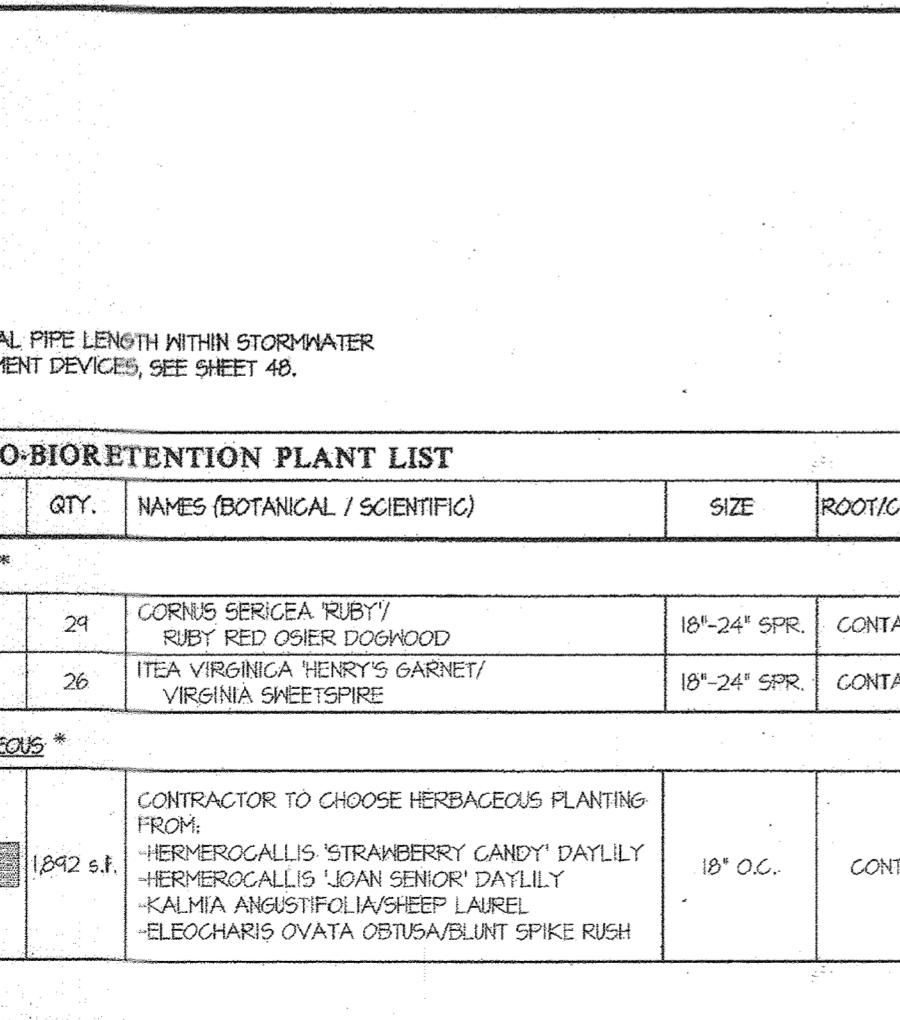 AL PIPE LENGTH WITHIN STORMWATER
MENT DEVICES, SEE SHEET 48.
O-BIORETENTION PLANT LIST
QTY. NAMES (BOTANICAL / SCIENTIFIC) SIZE ROOT/C
*
29 CORNUS SERICEA 'RUBY'/ 18"-24" SPR. CONTA
RUBY RED OSIER DOGWOOD
26 ITEA VIRGINICA 'HENRY'S GARNET/ 18"-24" SPR. CONTA
VIRGINIA SWEETSPIRE
EOUS *
CONTRACTOR TO CHOOSE HERBACEOUS PLANTING
FROM:
-HERMEROCALLIS 'STRAWBERRY CANDY' DAYLILY
1,892 s.f. 18" O.C. CONT
-HERMEROCALLIS 'JOAN SENIOR' DAYLILY
-KALMIA ANGUSTIFOLIA/SHEEP LAUREL
-ELEOCHARIS OVATA OBTUSA/BLUNT SPIKE RUSH